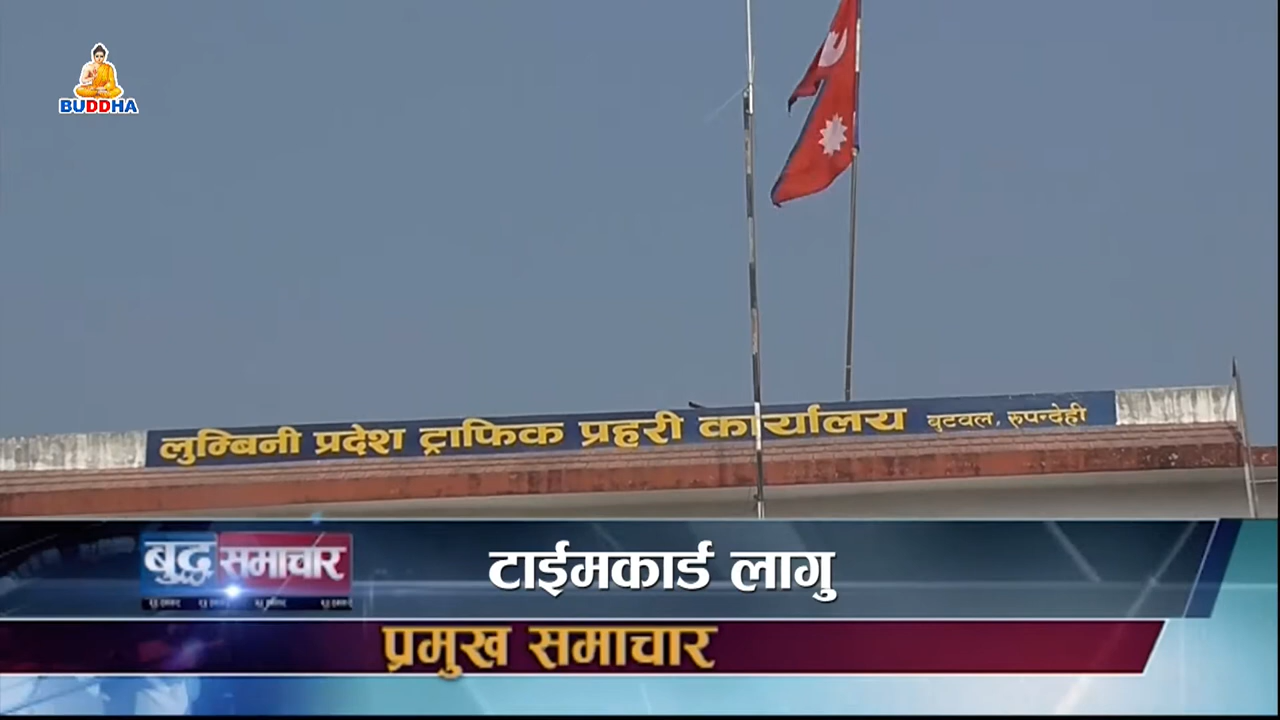 BUDDHA
लुम्बिनी प्रदेश ट्राफिक प्रहरी कार्यालय बुटवल, रुपन्देही
बुद्ध समाचार
टाईमकार्ड लागु
प्रमुख समाचार